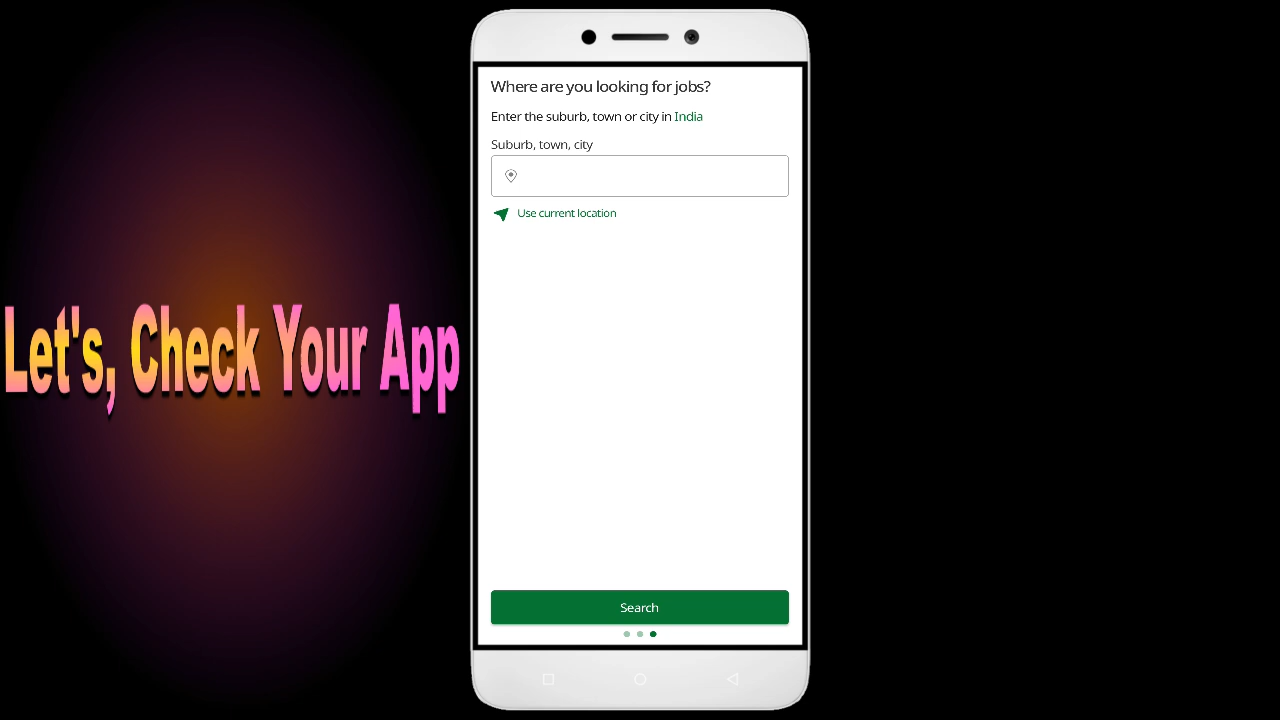 Let's, Check Your App
Where are you looking for jobs?
Enter the suburb, town or city in India
Suburb, town, city
Use current location
Search